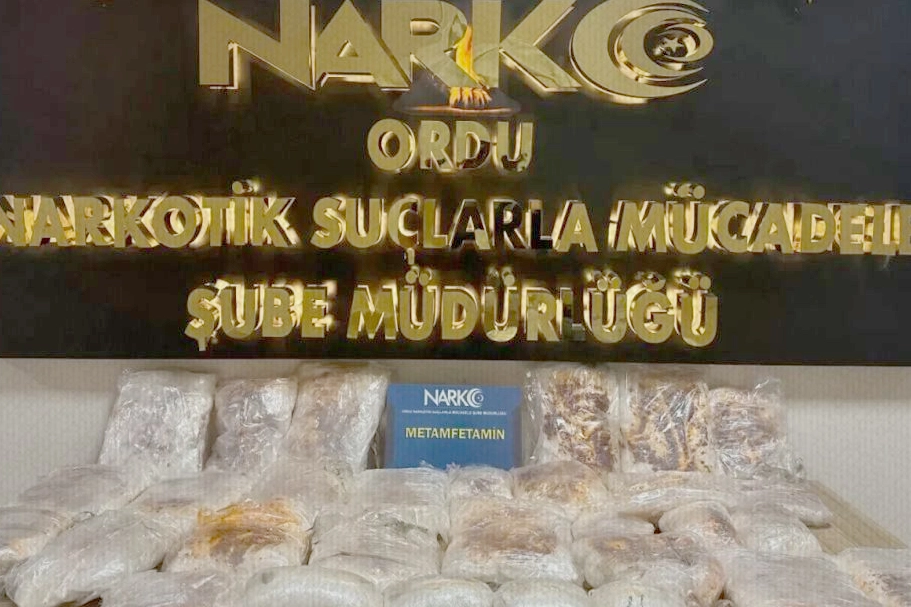 NARKO
ORDU
NARKOTİK SUÇLARLA MÜCADELE
ŞUBE MÜDÜRLÜĞÜ
NARKO
METAMFETAMİN